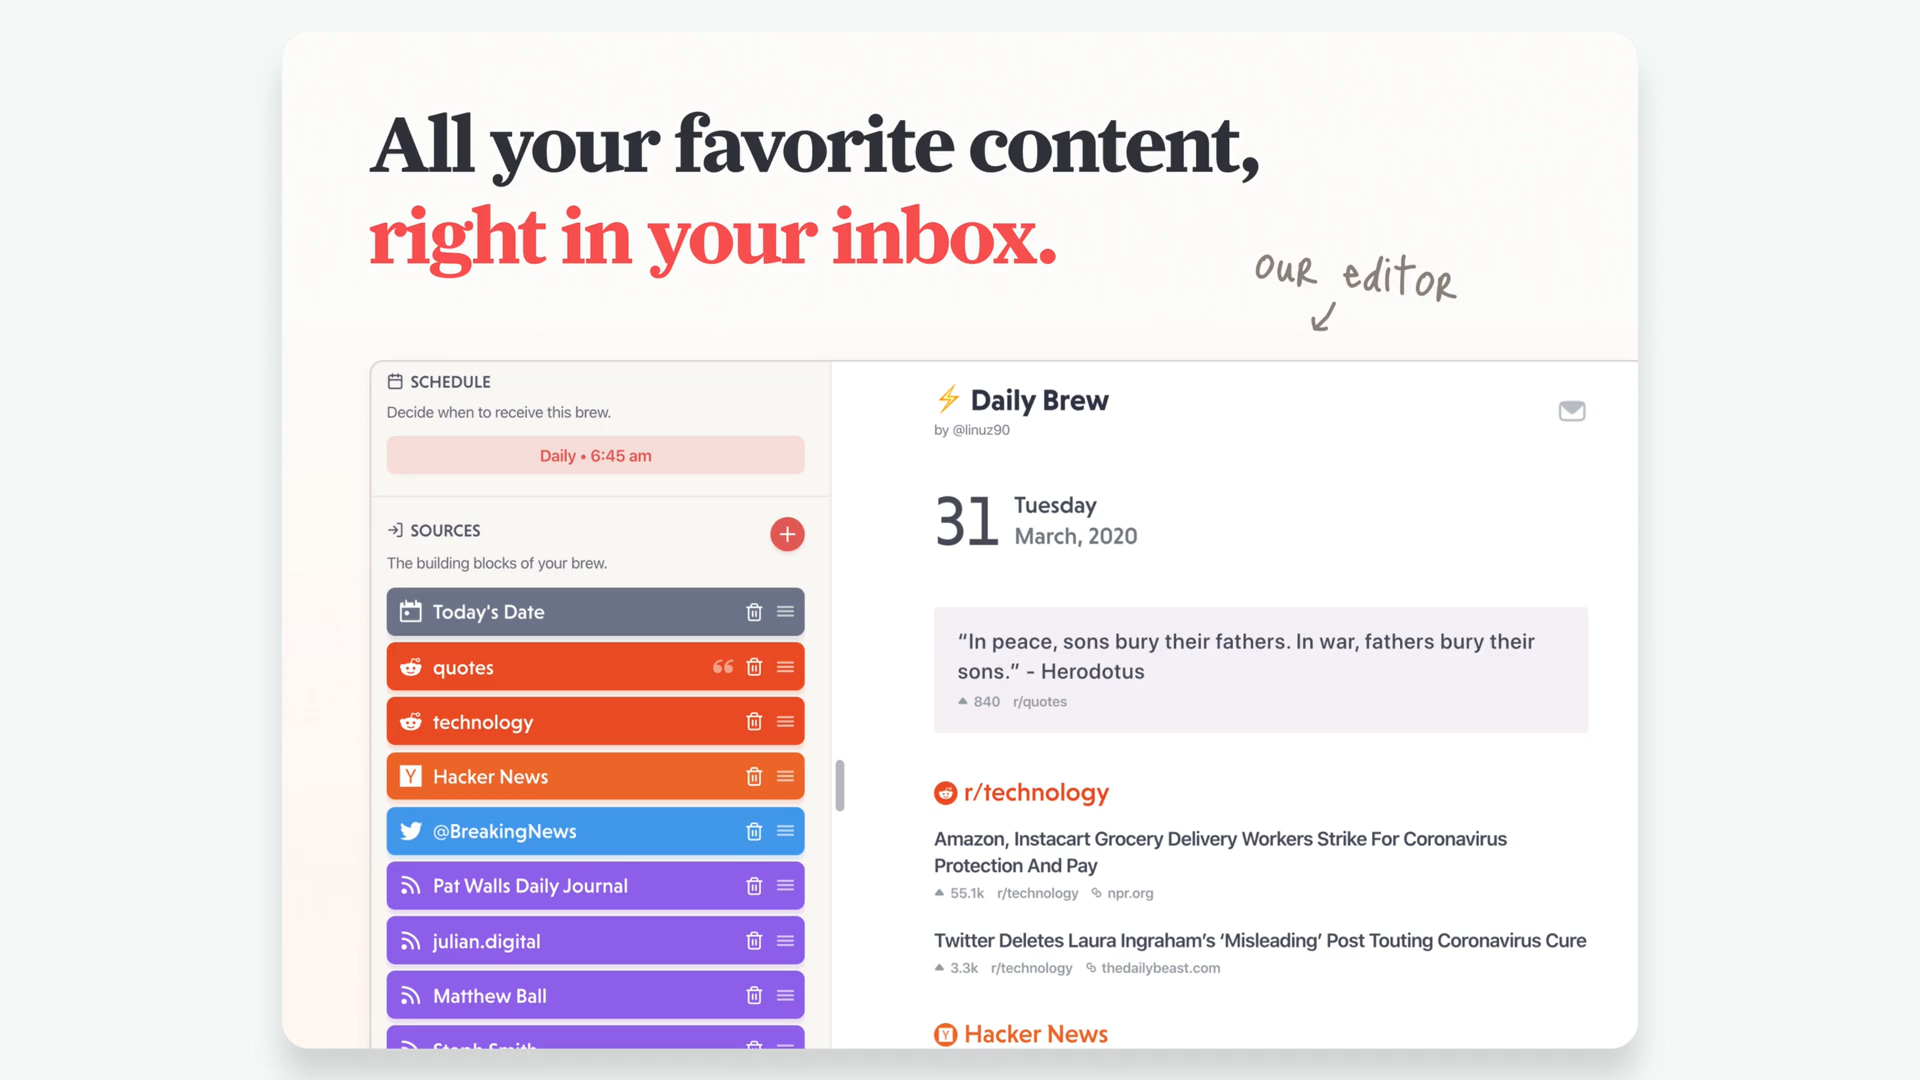 All your favorite content,
right in your inbox.
our editor
SCHEDULE
Decide when to receive this brew.
Daily • 6:45 am
SOURCES
The building blocks of your brew.
Today's Date
quotes
technology
Hacker News
@BreakingNews
Pat Walls Daily Journal
julian.digital
Matthew Ball
Steph Smith
⚡ Daily Brew
by @linuz90
31
Tuesday
March, 2020
“In peace, sons bury their fathers. In war, fathers bury their
sons.” - Herodotus
840 r/quotes
r/technology
Amazon, Instacart Grocery Delivery Workers Strike For Coronavirus
Protection And Pay
55.1k r/technology npr.org
Twitter Deletes Laura Ingraham’s ‘Misleading’ Post Touting Coronavirus Cure
3.3k r/technology thedailybeast.com
Hacker News